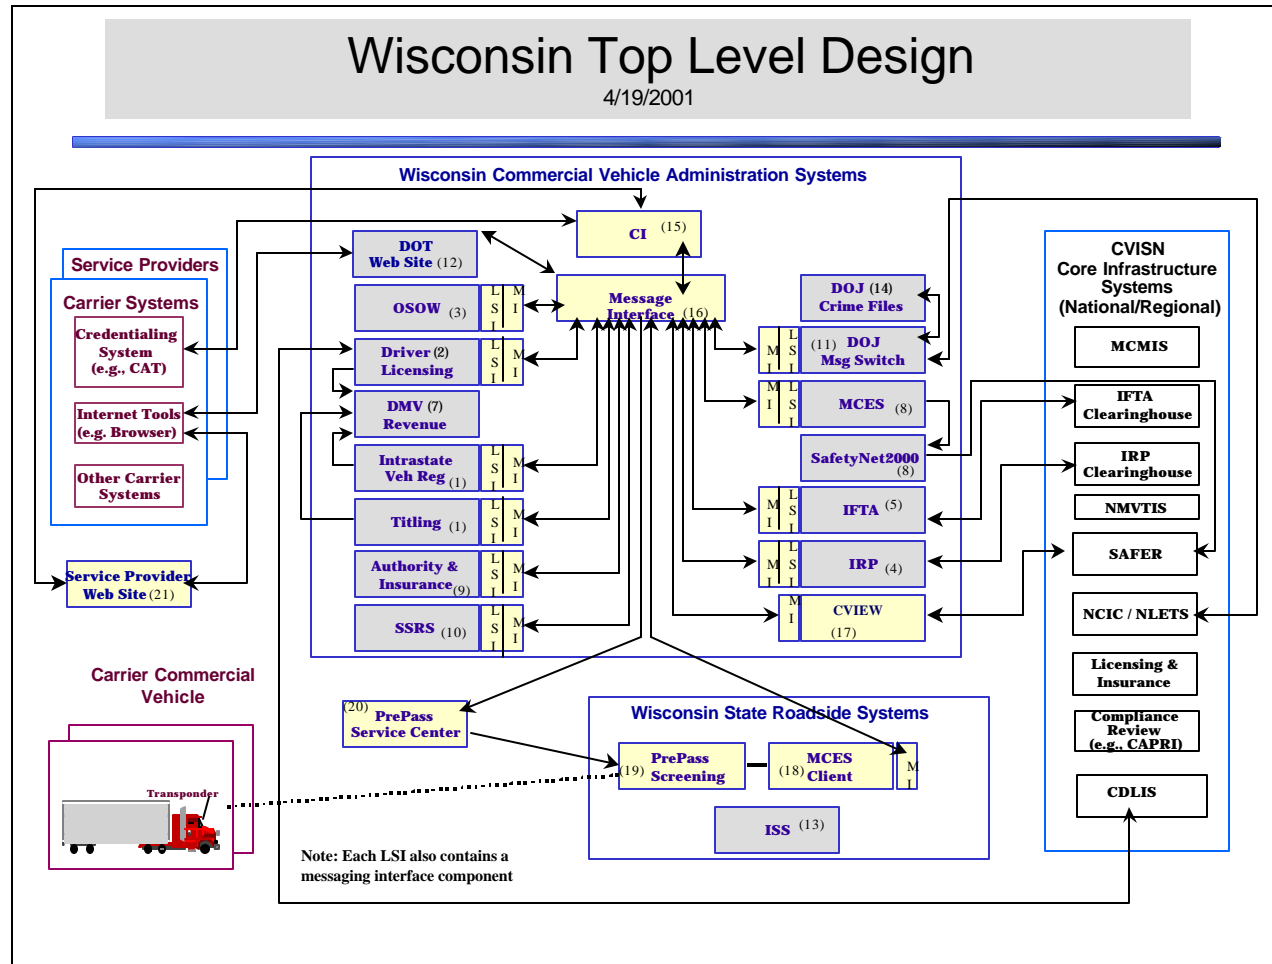 Wisconsin Top Level Design
4/19/2001
Wisconsin Commercial Vehicle Administration Systems
CI (15)
DOT
Web Site (12)
Message
Interface (16)
OSOW (3)
L S I
M I
Driver (2)
Licensing
L S I
M I
DMV (7)
Revenue
Intrastate
Veh Reg (1)
L S I
M I
Titling (1)
L S I
M I
Authority &
Insurance (9)
L S I
M I
SSRS (10)
L S I
M I
DOJ (14)
Crime Files
M I
L S I
(11) DOJ
Msg Switch
M I
L S I
MCES (8)
SafetyNet2000
(8)
M I
L S I
IFTA (5)
M I
L S I
IRP (4)
M I
CVIEW
(17)
Service Providers
Carrier Systems
Credentialing
System
(e.g., CAT)
Internet Tools
(e.g. Browser)
Other Carrier
Systems
Service Provider
Web Site (21)
Carrier Commercial
Vehicle
Transponder
(20)
PrePass
Service Center
Wisconsin State Roadside Systems
(19) PrePass
Screening
(18) MCES
Client
M I
ISS (13)
Note: Each LSI also contains a
messaging interface component
CVISN
Core Infrastructure
Systems
(National/Regional)
MCMIS
IFTA
Clearinghouse
IRP
Clearinghouse
NMVTIS
SAFER
NCIC / NLETS
Licensing &
Insurance
Compliance
Review
(e.g., CAPRI)
CDLIS